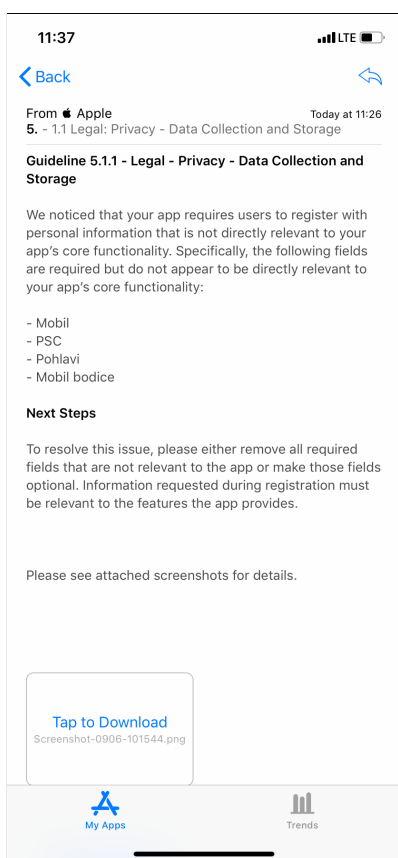 11:37
LTE
Back
From Apple
Today at 11:26
5. - 1.1 Legal: Privacy - Data Collection and Storage
Guideline 5.1.1 - Legal - Privacy - Data Collection and
Storage
We noticed that your app requires users to register with
personal information that is not directly relevant to your
app's core functionality. Specifically, the following fields
are required but do not appear to be directly relevant to
your app's core functionality:
- Mobil
- PSC
- Pohlavi
- Mobil bodice
Next Steps
To resolve this issue, please either remove all required
fields that are not relevant to the app or make those fields
optional. Information requested during registration must
be relevant to the features the app provides.
Please see attached screenshots for details.
Tap to Download
Screenshot-0906-101544.png
My Apps
Trends